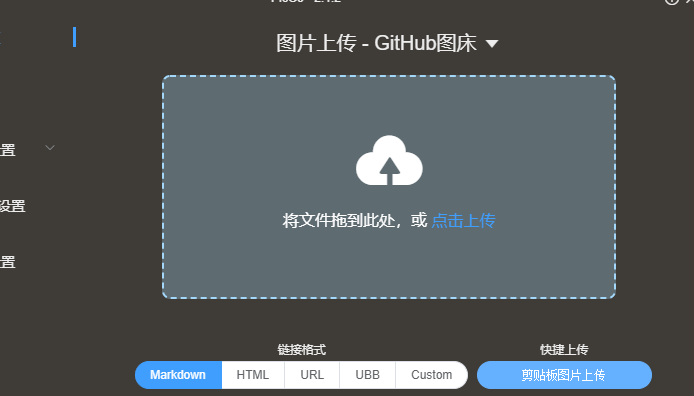 图片上传 - GitHub图床
置
设置
置
将文件拖到此处，或 点击上传
链接格式
快捷上传
Markdown
HTML
URL
UBB
Custom
剪贴板图片上传